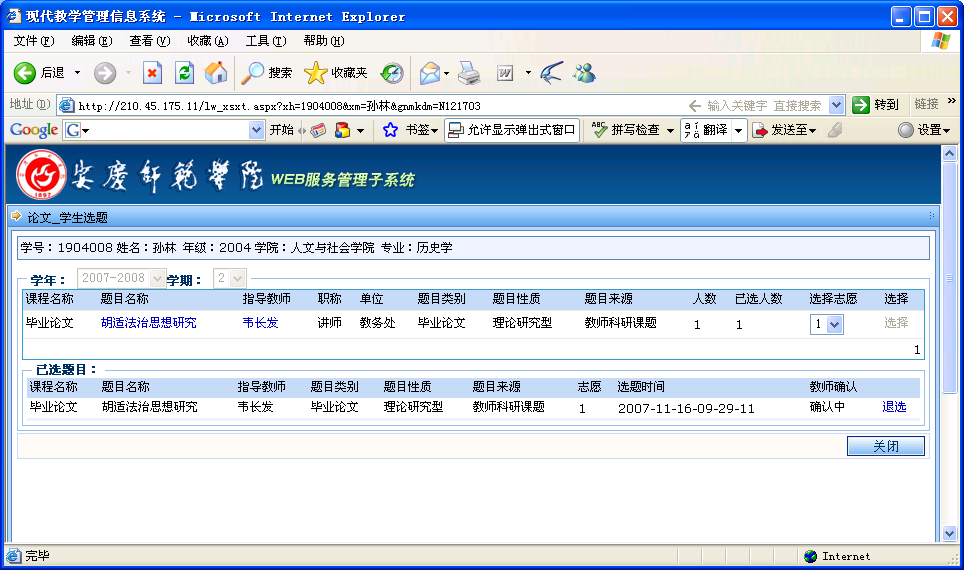 现代教学管理信息系统 - Microsoft Internet Explorer
文件(F) 编辑(E) 查看(V) 收藏(A) 工具(T) 帮助(H)
后退 搜索 收藏夹
地址(D) http://210.45.175.11/lw_xsxt.aspx?xh=1904008&xm=孙林&gnmkdm=N121703 输入关键字 直接搜索 转到 链接 »
Google G 开始 书签 允许显示弹出式窗口 ABC 拼写检查 翻译 发送至 设置
安庆师范学院 WEB服务管理子系统
论文_学生选题
学号：1904008 姓名：孙林 年级：2004 学院：人文与社会学院 专业：历史学
学年： 2007-2008 学期： 2
课程名称 题目名称 指导教师 职称 单位 题目类别 题目性质 题目来源 人数 已选人数 选择志愿 选择
毕业论文 胡适法治思想研究 韦长发 讲师 教务处 毕业论文 理论研究型 教师科研课题 1 1 1 选择
1
已选题目：
课程名称 题目名称 指导教师 题目类别 题目性质 题目来源 志愿 选题时间 教师确认
毕业论文 胡适法治思想研究 韦长发 毕业论文 理论研究型 教师科研课题 1 2007-11-16-09-29-11 确认中 退选
关闭
完毕 Internet